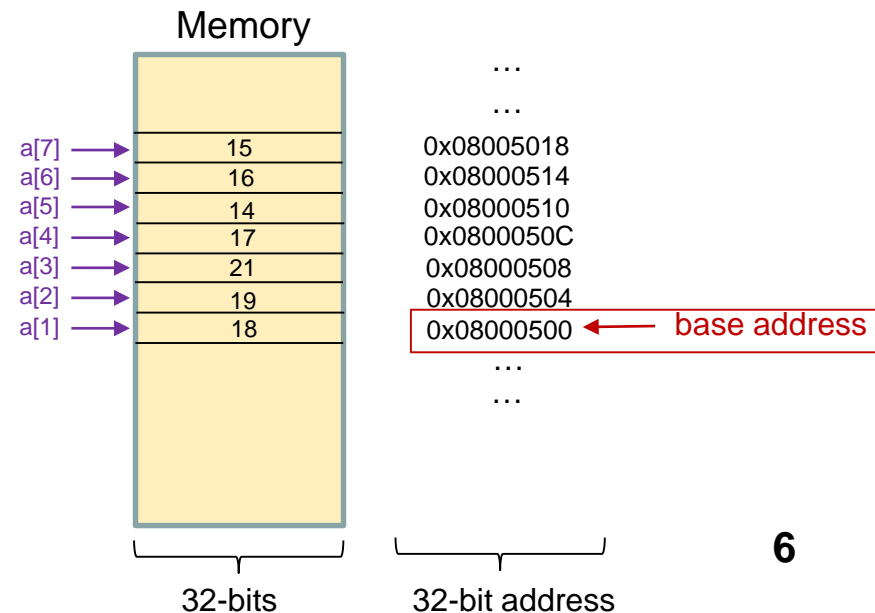 Memory
…
…
a[7] 15 0x08005018
a[6] 16 08000514
a[5] 14 0x08000510
a[4] 17 0x0800050C
a[3] 21 0x08000508
a[2] 19 0x08000504
a[1] 18 0x08000500 base address
…
…
6
32-bits 32-bit address